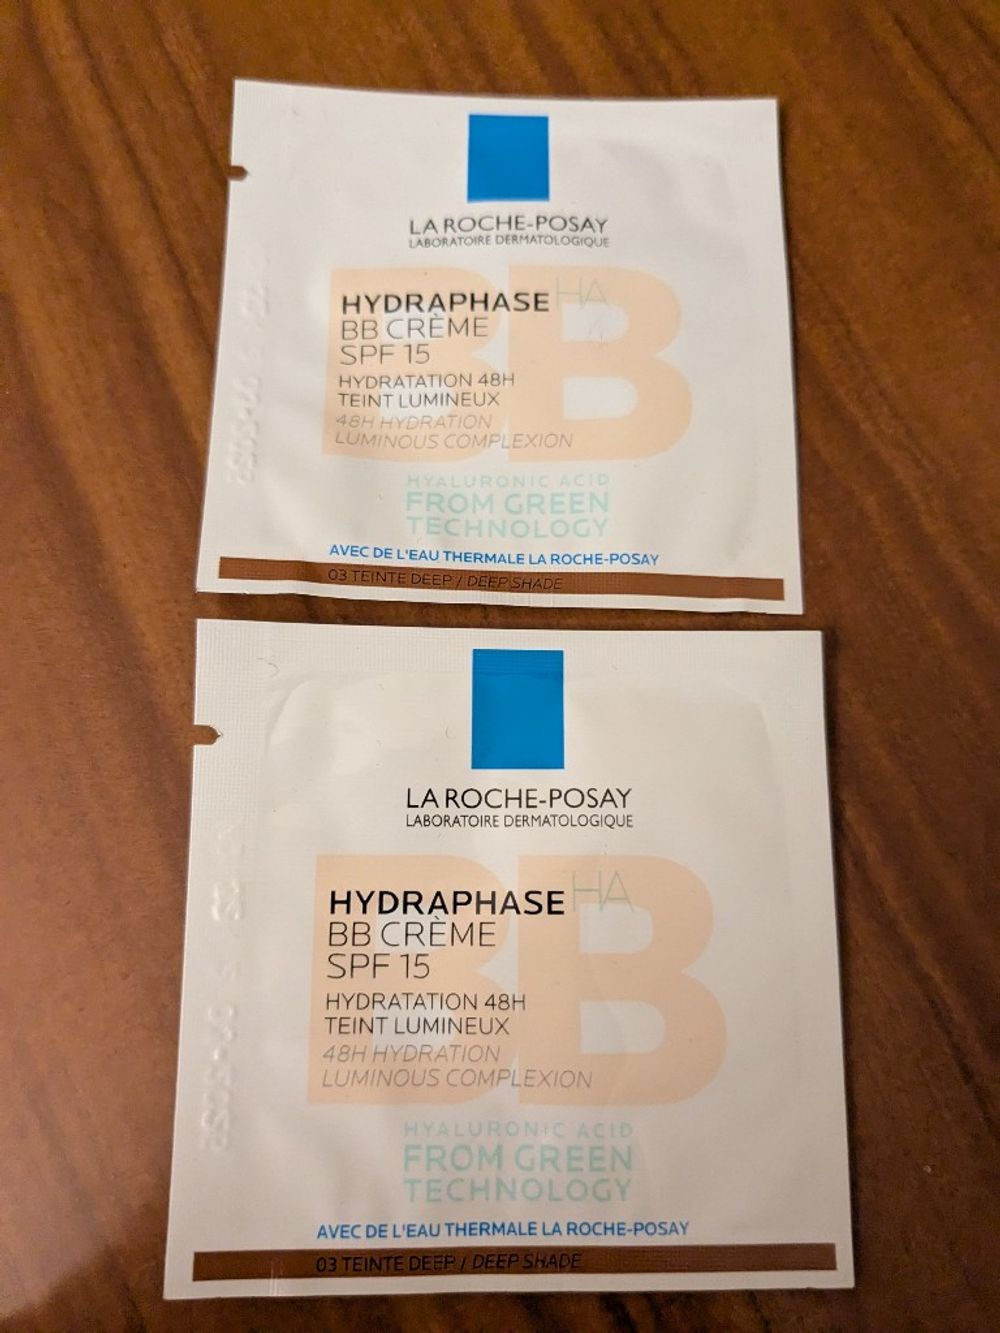 LA ROCHE-POSAY
LABORATOIRE DERMATOLOGIQUE
BB
HYDRAPHASE HA
BB CRÈME
SPF 15
HYDRATATION 48H
TEINT LUMINEUX
48H HYDRATION
LUMINOUS COMPLEXION
HYALURONIC ACID
FROM GREEN
TECHNOLOGY
AVEC DE L'EAU THERMALE LA ROCHE-POSAY
03 TEINTE DEEP / DEEP SHADE
LA ROCHE-POSAY
LABORATOIRE DERMATOLOGIQUE
BB
HYDRAPHASE HA
BB CRÈME
SPF 15
HYDRATATION 48H
TEINT LUMINEUX
48H HYDRATION
LUMINOUS COMPLEXION
HYALURONIC ACID
FROM GREEN
TECHNOLOGY
AVEC DE L'EAU THERMALE LA ROCHE-POSAY
03 TEINTE DEEP / DEEP SHADE